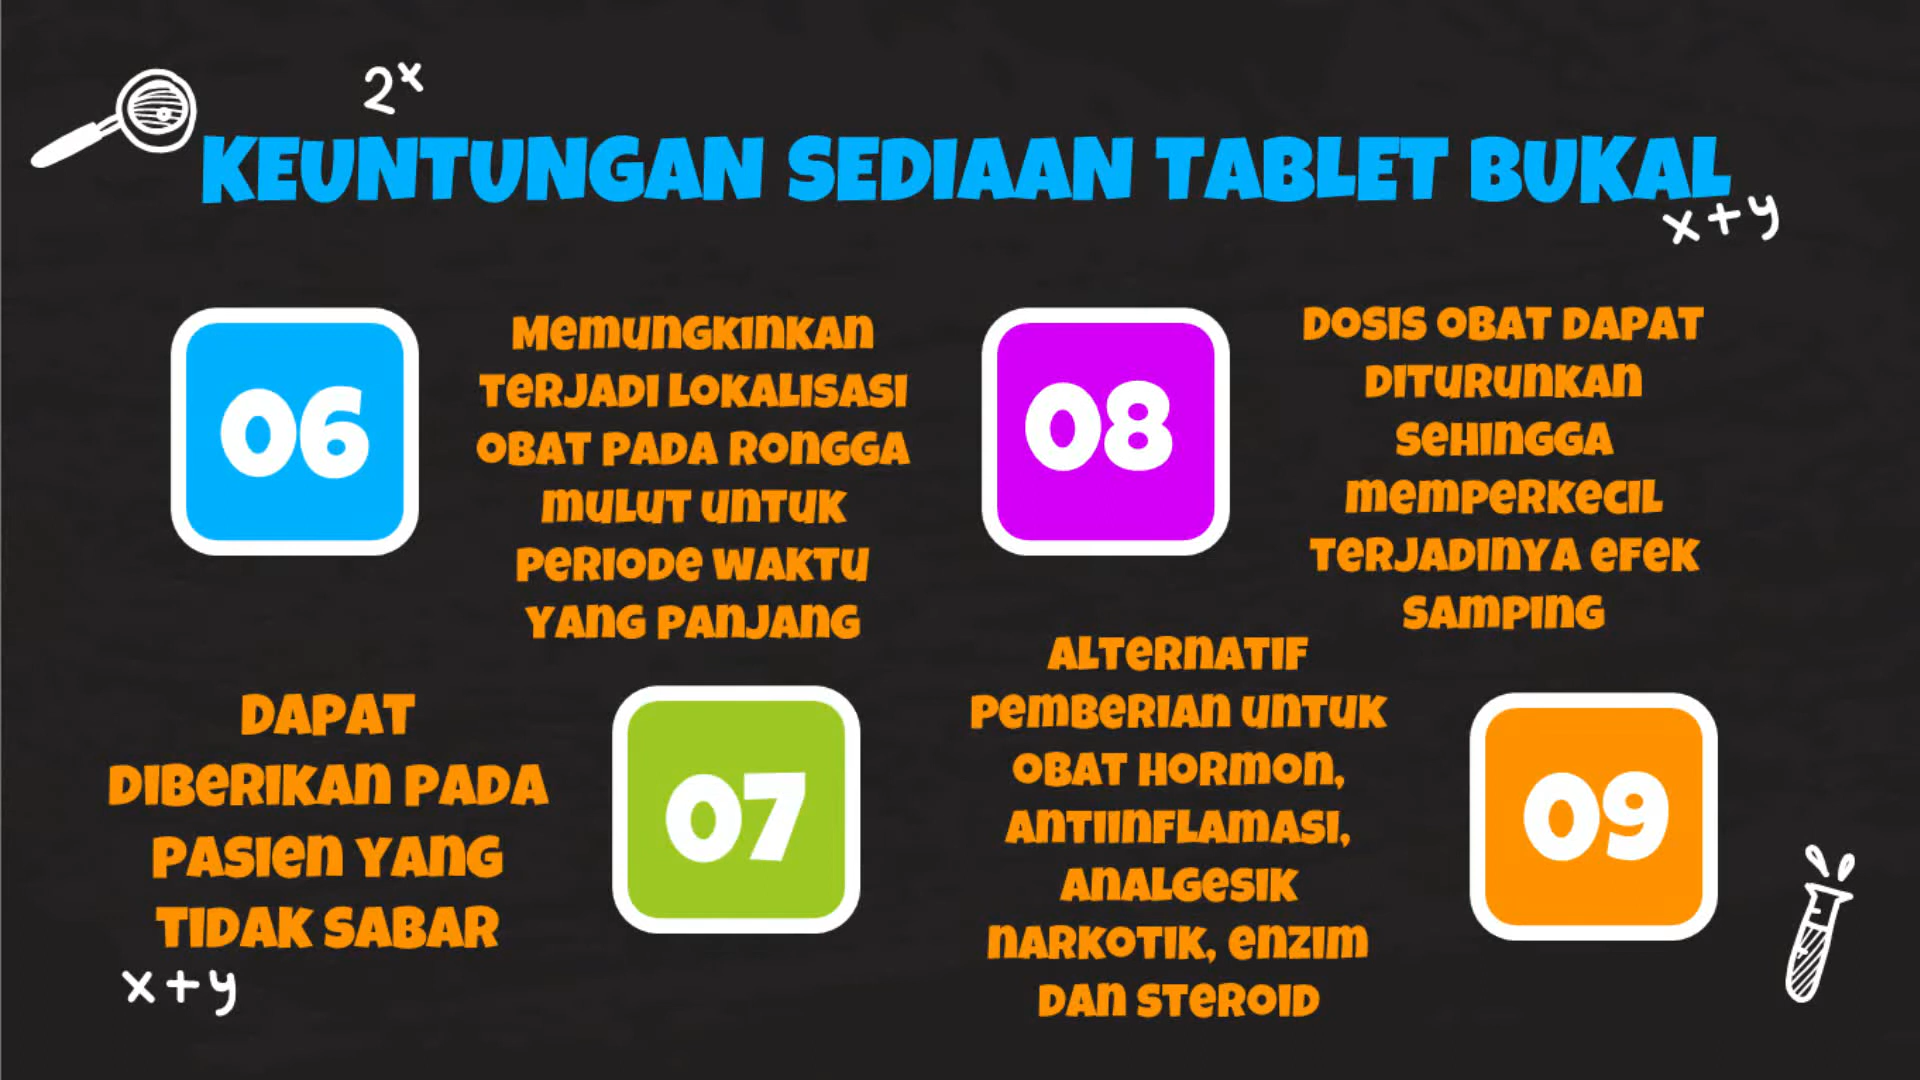 2ˣ
KEUNTUNGAN SEDIAAN TABLET BUKAL
x+y
06
MEMUNGKINKAN
TERJADI LOKALISASI
OBAT PADA RONGGA
MULUT UNTUK
PERIODE WAKTU
YANG PANJANG
08
DOSIS OBAT DAPAT
DITURUNKAN
SEHINGGA
MEMPERKECIL
TERJADINYA EFEK
SAMPING
DAPAT
DIBERIKAN PADA
PASIEN YANG
TIDAK SABAR
07
ALTERNATIF
PEMBERIAN UNTUK
OBAT HORMON,
ANTIINFLAMASI,
ANALGESIK
NARKOTIK, ENZIM
DAN STEROID
09
x+y